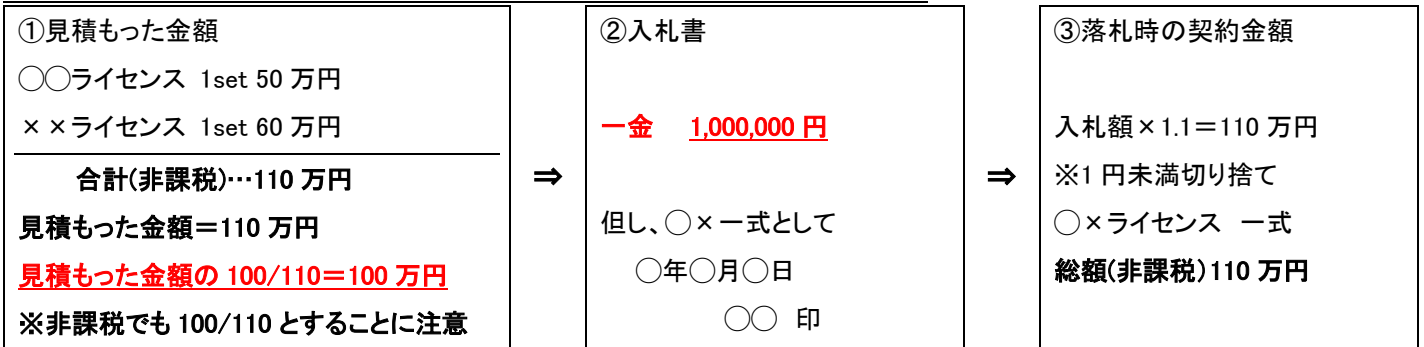 ①見積もった金額
○○ライセンス 1set 50 万円
××ライセンス 1set 60 万円
合計(非課税)…110 万円
見積もった金額=110 万円
見積もった金額の 100/110=100 万円
※非課税でも 100/110 とすることに注意
⇒
②入札書
一金 1,000,000 円
但し、○×一式として
○年○月○日
○○ 印
⇒
③落札時の契約金額
入札額×1.1=110 万円
※1 円未満切り捨て
○×ライセンス 一式
総額(非課税)110 万円